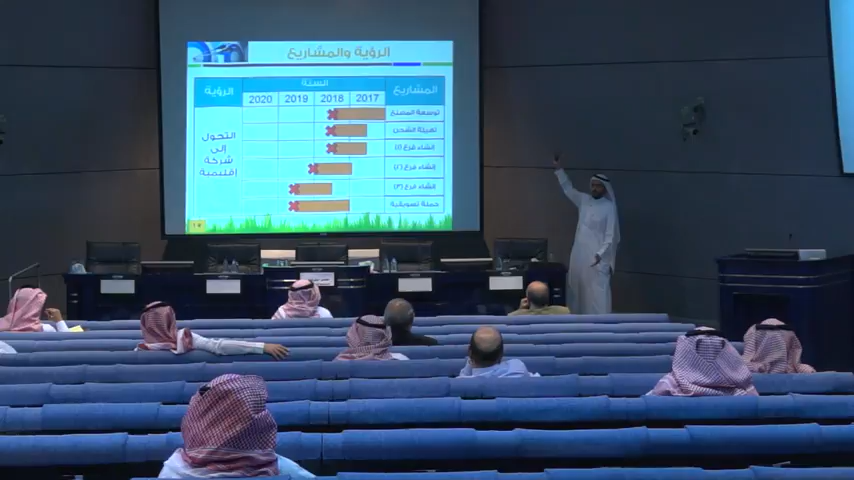 الرؤية والمشاريع
المشاريع
السنة
الرؤية
2017
2018
2019
2020
توسعة المصنع
تعبئة الشحن
إنشاء فرع (١)
إنشاء فرع (٢)
إنشاء فرع (٣)
حملة تسويقية
التحول
إلى
شركة
إقليمية